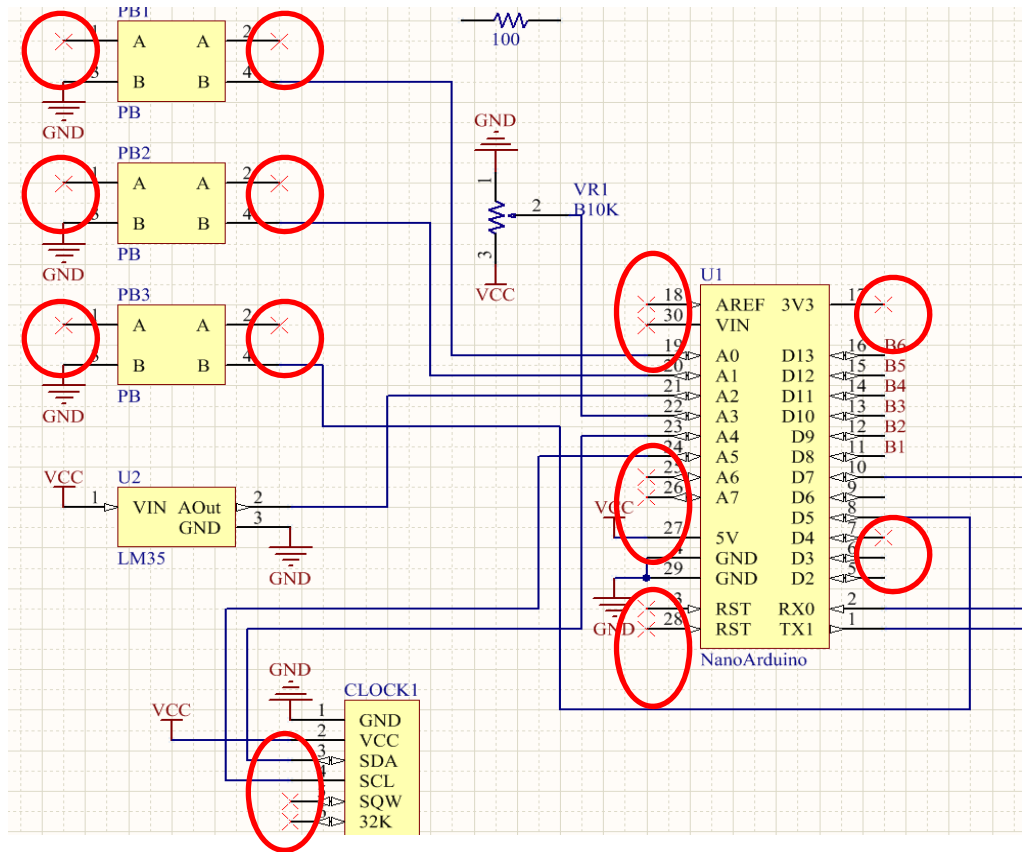 PB1
1 A A 2
3 B B 4
PB
GND
100
PB2
1 A A 2
3 B B 4
PB
GND
PB3
1 A A 2
3 B B 4
PB
GND
GND
1
VR1
2
B10K
3
VCC
VCC
U2
1 VIN AOut 2
GND 3
LM35
GND
U1
18 AREF 3V3 17
30 VIN
19 A0 D13 16 B6
20 A1 D12 15 B5
21 A2 D11 14 B4
22 A3 D10 13 B3
23 A4 D9 12 B2
24 A5 D8 11 B1
25 A6 D7 10
26 A7 D6 9
VCC
D5 8
27 5V D4 7
4 GND D3 6
29 GND D2 5
3 RST RX0 2
GND 28 RST TX1 1
NanoArduino
GND
CLOCK1
VCC
1 GND
2 VCC
3 SDA
4 SCL
SQW
32K